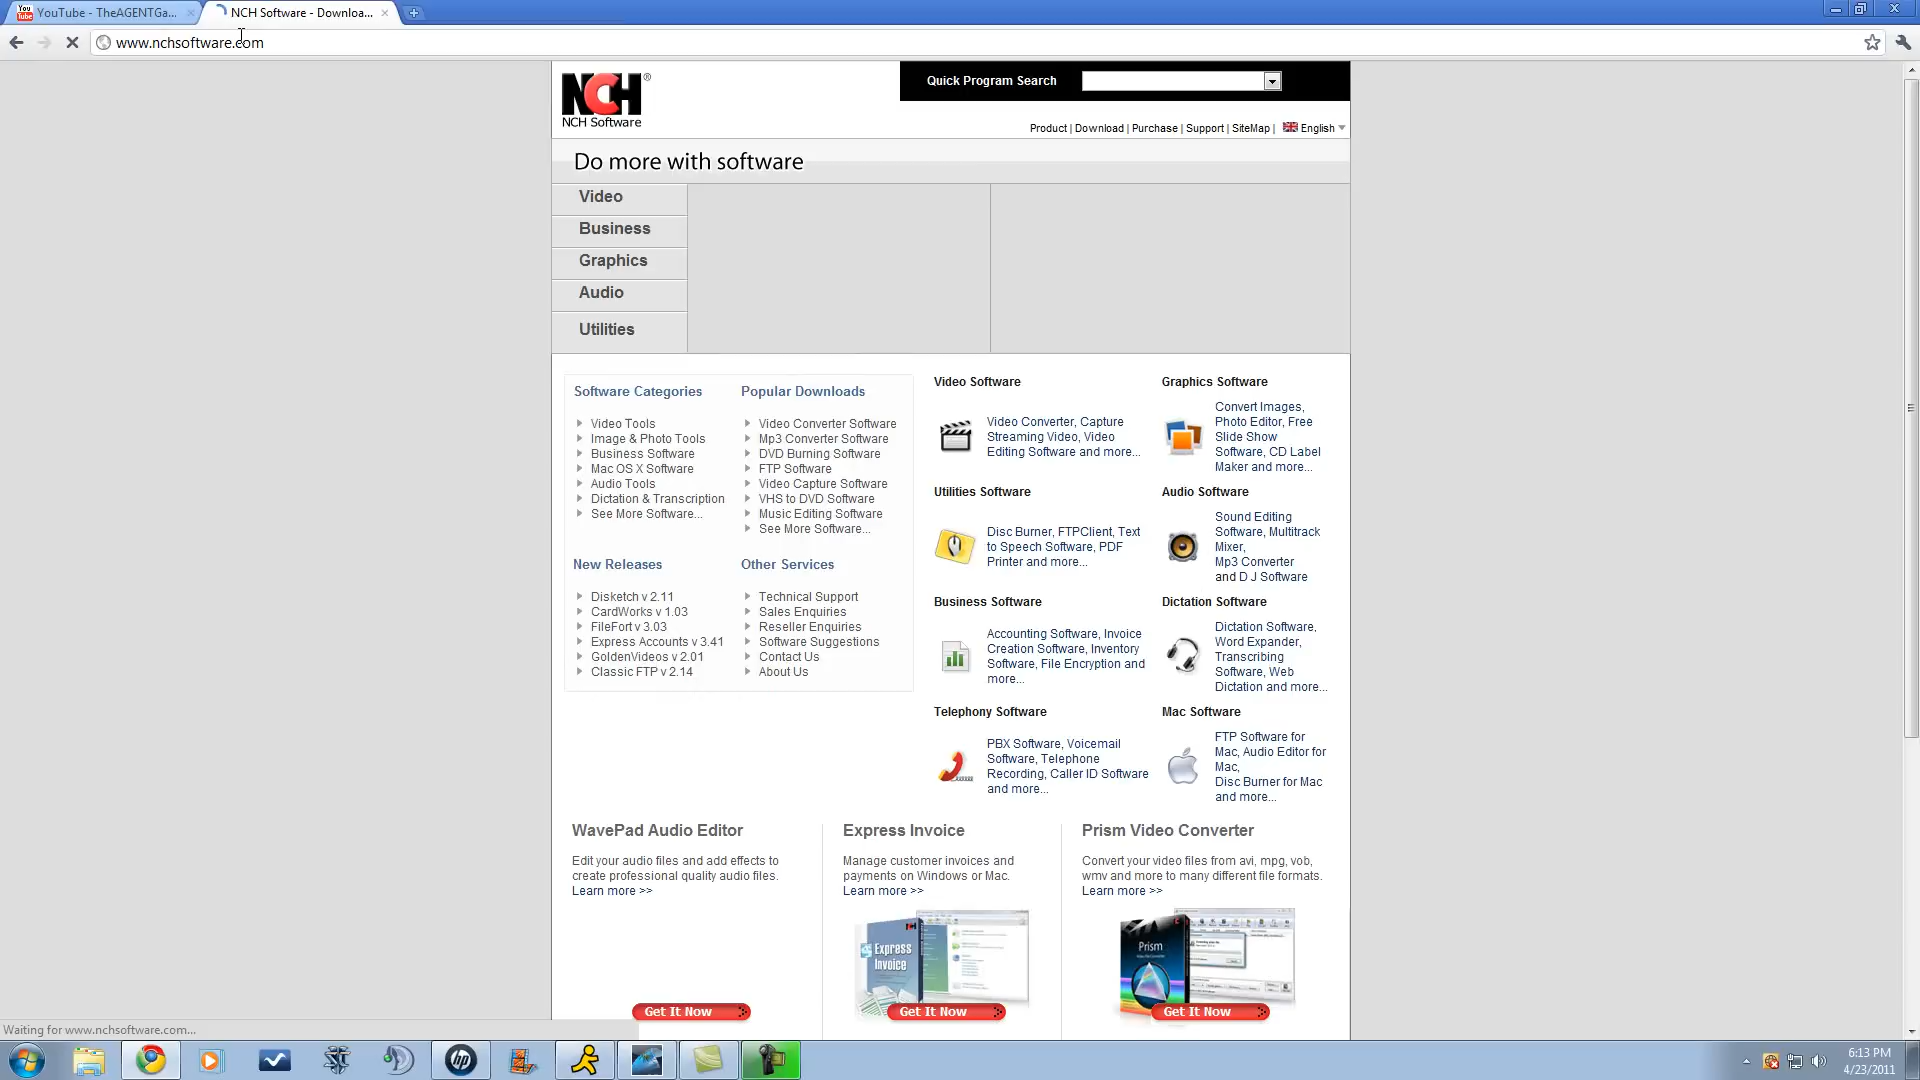 YouTube - TheAGENTGa...
NCH Software - Downloa...
www.nchsoftware.com
NCH®
NCH Software
Quick Program Search
Product | Download | Purchase | Support | SiteMap | English
Do more with software
Video
Business
Graphics
Audio
Utilities
Software Categories
Video Tools
Image & Photo Tools
Business Software
Mac OS X Software
Audio Tools
Dictation & Transcription
See More Software...
Popular Downloads
Video Converter Software
Mp3 Converter Software
DVD Burning Software
FTP Software
Video Capture Software
VHS to DVD Software
Music Editing Software
See More Software...
New Releases
Disketch v 2.11
CardWorks v 1.03
FileFort v 3.03
Express Accounts v 3.41
GoldenVideos v 2.01
Classic FTP v 2.14
Other Services
Technical Support
Sales Enquiries
Reseller Enquiries
Software Suggestions
Contact Us
About Us
Video Software
Video Converter, Capture
Streaming Video, Video
Editing Software and more...
Graphics Software
Convert Images,
Photo Editor, Free
Slide Show
Software, CD Label
Maker and more...
Utilities Software
Disc Burner, FTPClient, Text
to Speech Software, PDF
Printer and more...
Audio Software
Sound Editing
Software, Multitrack
Mixer,
Mp3 Converter
and D J Software
Business Software
Accounting Software, Invoice
Creation Software, Inventory
Software, File Encryption and
more...
Dictation Software
Dictation Software,
Word Expander,
Transcribing
Software, Web
Dictation and more...
Telephony Software
PBX Software, Voicemail
Software, Telephone
Recording, Caller ID Software
and more...
Mac Software
FTP Software for
Mac, Audio Editor for
Mac,
Disc Burner for Mac
and more...
WavePad Audio Editor
Edit your audio files and add effects to
create professional quality audio files.
Learn more >>
Get It Now
Express Invoice
Manage customer invoices and
payments on Windows or Mac.
Learn more >>
Express
Invoice
Get It Now
Prism Video Converter
Convert your video files from avi, mpg, vob,
wmv and more to many different file formats.
Learn more >>
Prism
Get It Now
Waiting for www.nchsoftware.com...
hp
6:13 PM
4/23/2011